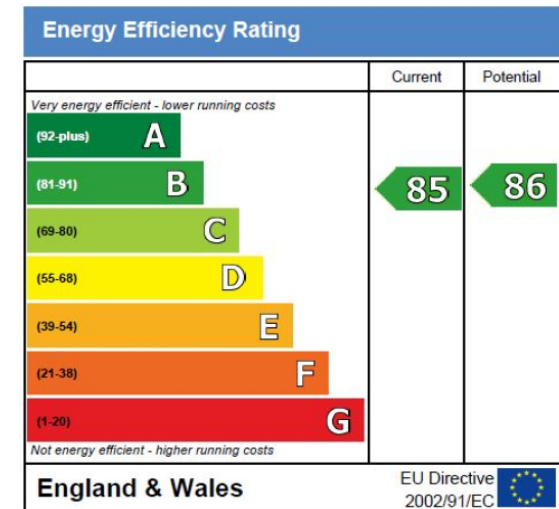 Energy Efficiency Rating
Current Potential
Very energy efficient - lower running costs
(92-plus) A
(81-91) B 85 86
(69-80) C
(55-68) D
(39-54) E
(21-38) F
(1-20) G
Not energy efficient - higher running costs
England & Wales
EU Directive
2002/91/EC